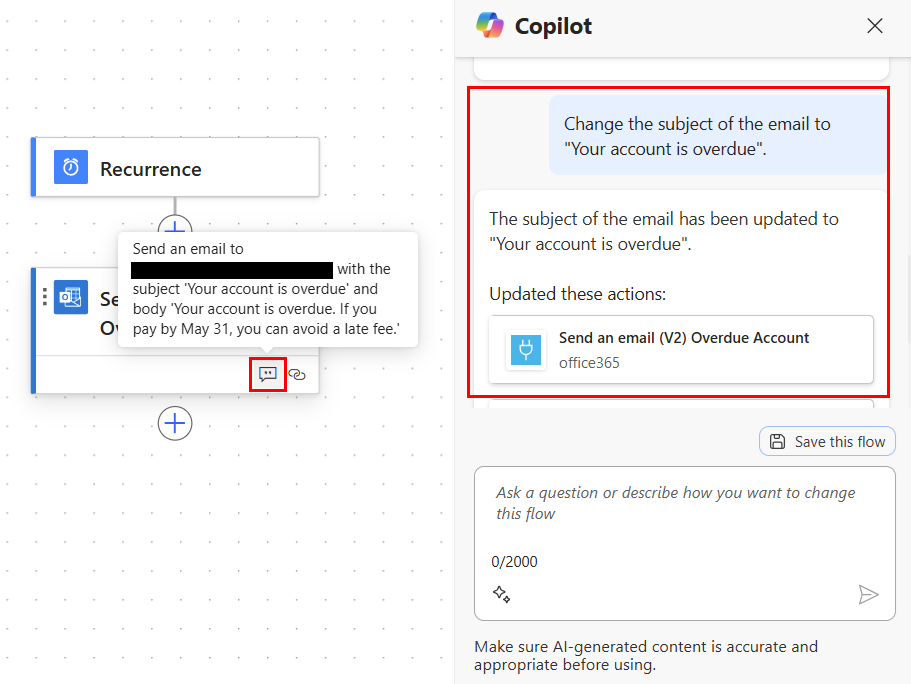 Recurrence
Send an email to
with the
subject 'Your account is overdue' and
body 'Your account is overdue. If you
pay by May 31, you can avoid a late fee.'
Se
Ov
Copilot
Change the subject of the email to
"Your account is overdue".
The subject of the email has been updated to
"Your account is overdue".
Updated these actions:
Send an email (V2) Overdue Account
office365
Save this flow
Ask a question or describe how you want to change
this flow
0/2000
Make sure AI-generated content is accurate and
appropriate before using.